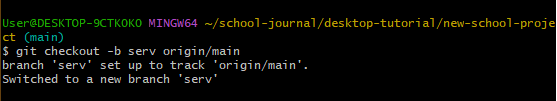 User@DESKTOP-9CTKOKO MINGW64 ~/school-journal/desktop-tutorial/new-school-proje
ct (main)
$ git checkout -b serv origin/main
branch 'serv' set up to track 'origin/main'.
Switched to a new branch 'serv'